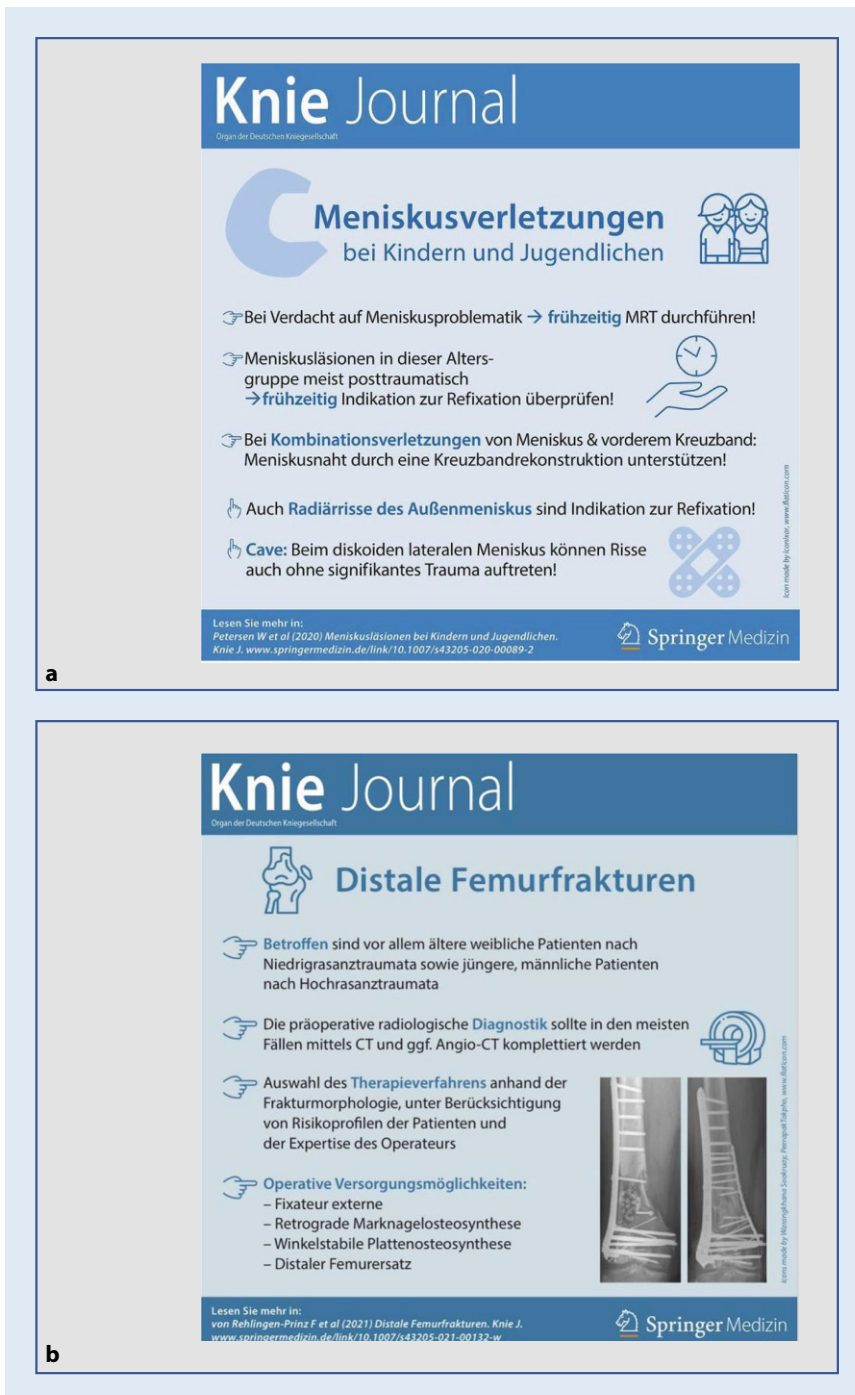 Knie Journal
Organ der Deutschen Kniegesellschaft
Meniskusverletzungen
bei Kindern und Jugendlichen
Bei Verdacht auf Meniskusproblematik → frühzeitig MRT durchführen!
Meniskusläsionen in dieser Alters-
gruppe meist posttraumatisch
→frühzeitig Indikation zur Refixation überprüfen!
Bei Kombinationsverletzungen von Meniskus & vorderem Kreuzband:
Meniskusnaht durch eine Kreuzbandrekonstruktion unterstützen!
Auch Radiärrisse des Außenmeniskus sind Indikation zur Refixation!
Cave: Beim diskoiden lateralen Meniskus können Risse
auch ohne signifikantes Trauma auftreten!
Icon made by iconixar, www.flaticon.com
Lesen Sie mehr in:
Petersen W et al (2020) Meniskusläsionen bei Kindern und Jugendlichen.
Knie J. www.springermedizin.de/link/10.1007/s43205-020-00089-2
Springer Medizin
a
Knie Journal
Organ der Deutschen Kniegesellschaft
Distale Femurfrakturen
Betroffen sind vor allem ältere weibliche Patienten nach
Niedrigrasanztraumata sowie jüngere, männliche Patienten
nach Hochrasanztraumata
Die präoperative radiologische Diagnostik sollte in den meisten
Fällen mittels CT und ggf. Angio-CT komplettiert werden
Auswahl des Therapieverfahrens anhand der
Frakturmorphologie, unter Berücksichtigung
von Risikoprofilen der Patienten und
der Expertise des Operateurs
Operative Versorgungsmöglichkeiten:
– Fixateur externe
– Retrograde Marknagelosteosynthese
– Winkelstabile Plattenosteosynthese
– Distaler Femurersatz
Icons made by www.flaticon.com
Lesen Sie mehr in:
von Rehlingen-Prinz F et al (2021) Distale Femurfrakturen. Knie J.
www.springermedizin.de/link/10.1007/s43205-021-00132-w
Springer Medizin
b